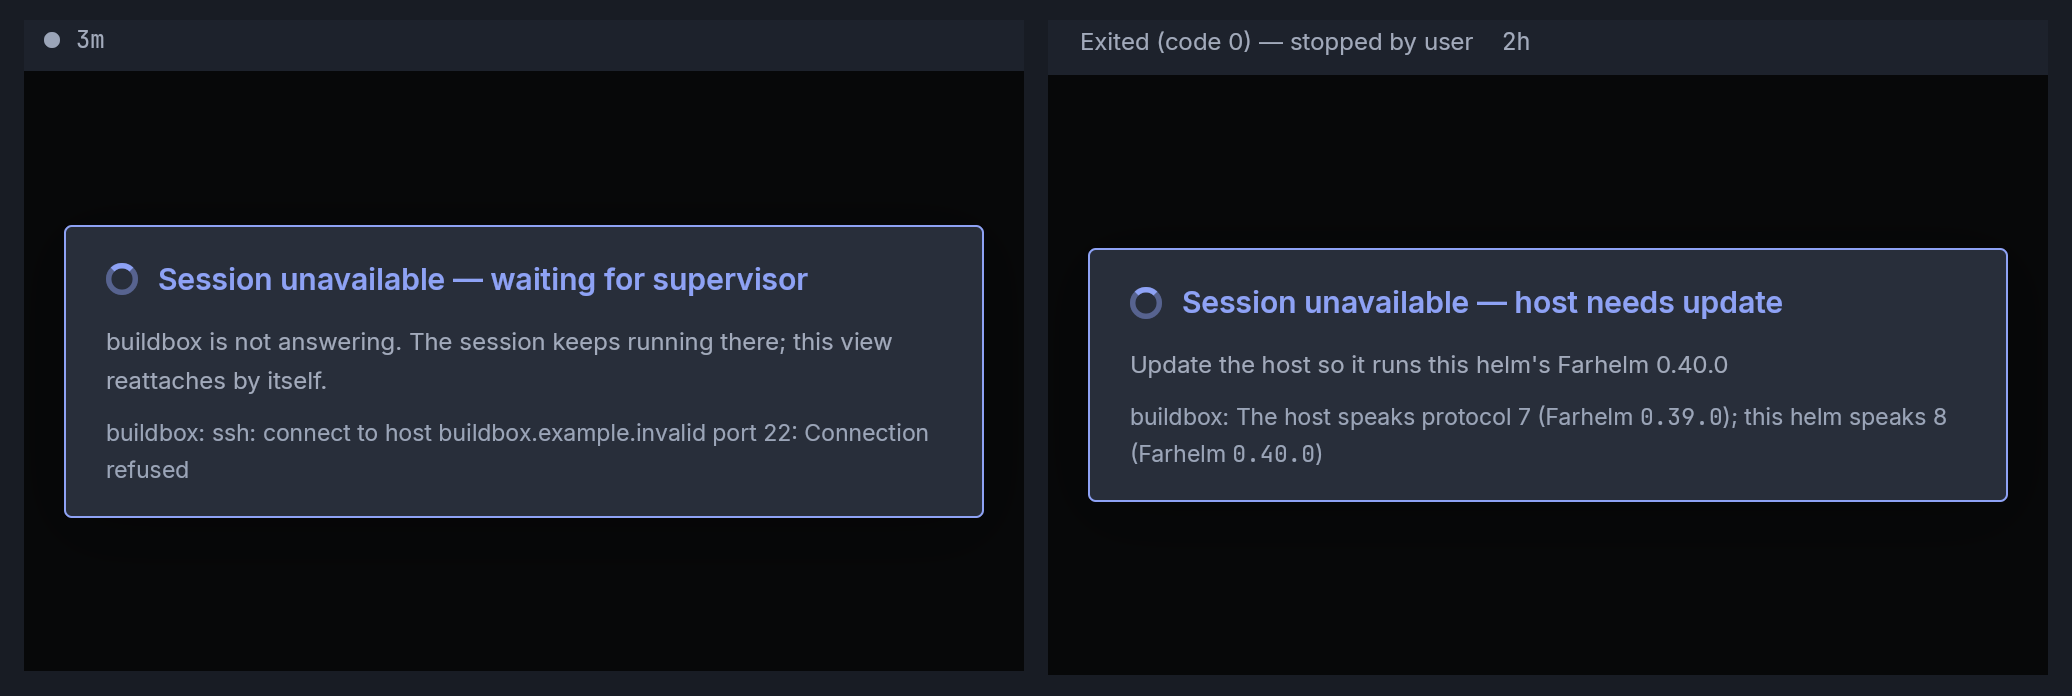 3m
Session unavailable — waiting for supervisor
buildbox is not answering. The session keeps running there; this view
reattaches by itself.
buildbox: ssh: connect to host buildbox.example.invalid port 22: Connection
refused
Exited (code 0) — stopped by user 2h
Session unavailable — host needs update
Update the host so it runs this helm's Farhelm 0.40.0
buildbox: The host speaks protocol 7 (Farhelm 0.39.0); this helm speaks 8
(Farhelm 0.40.0)